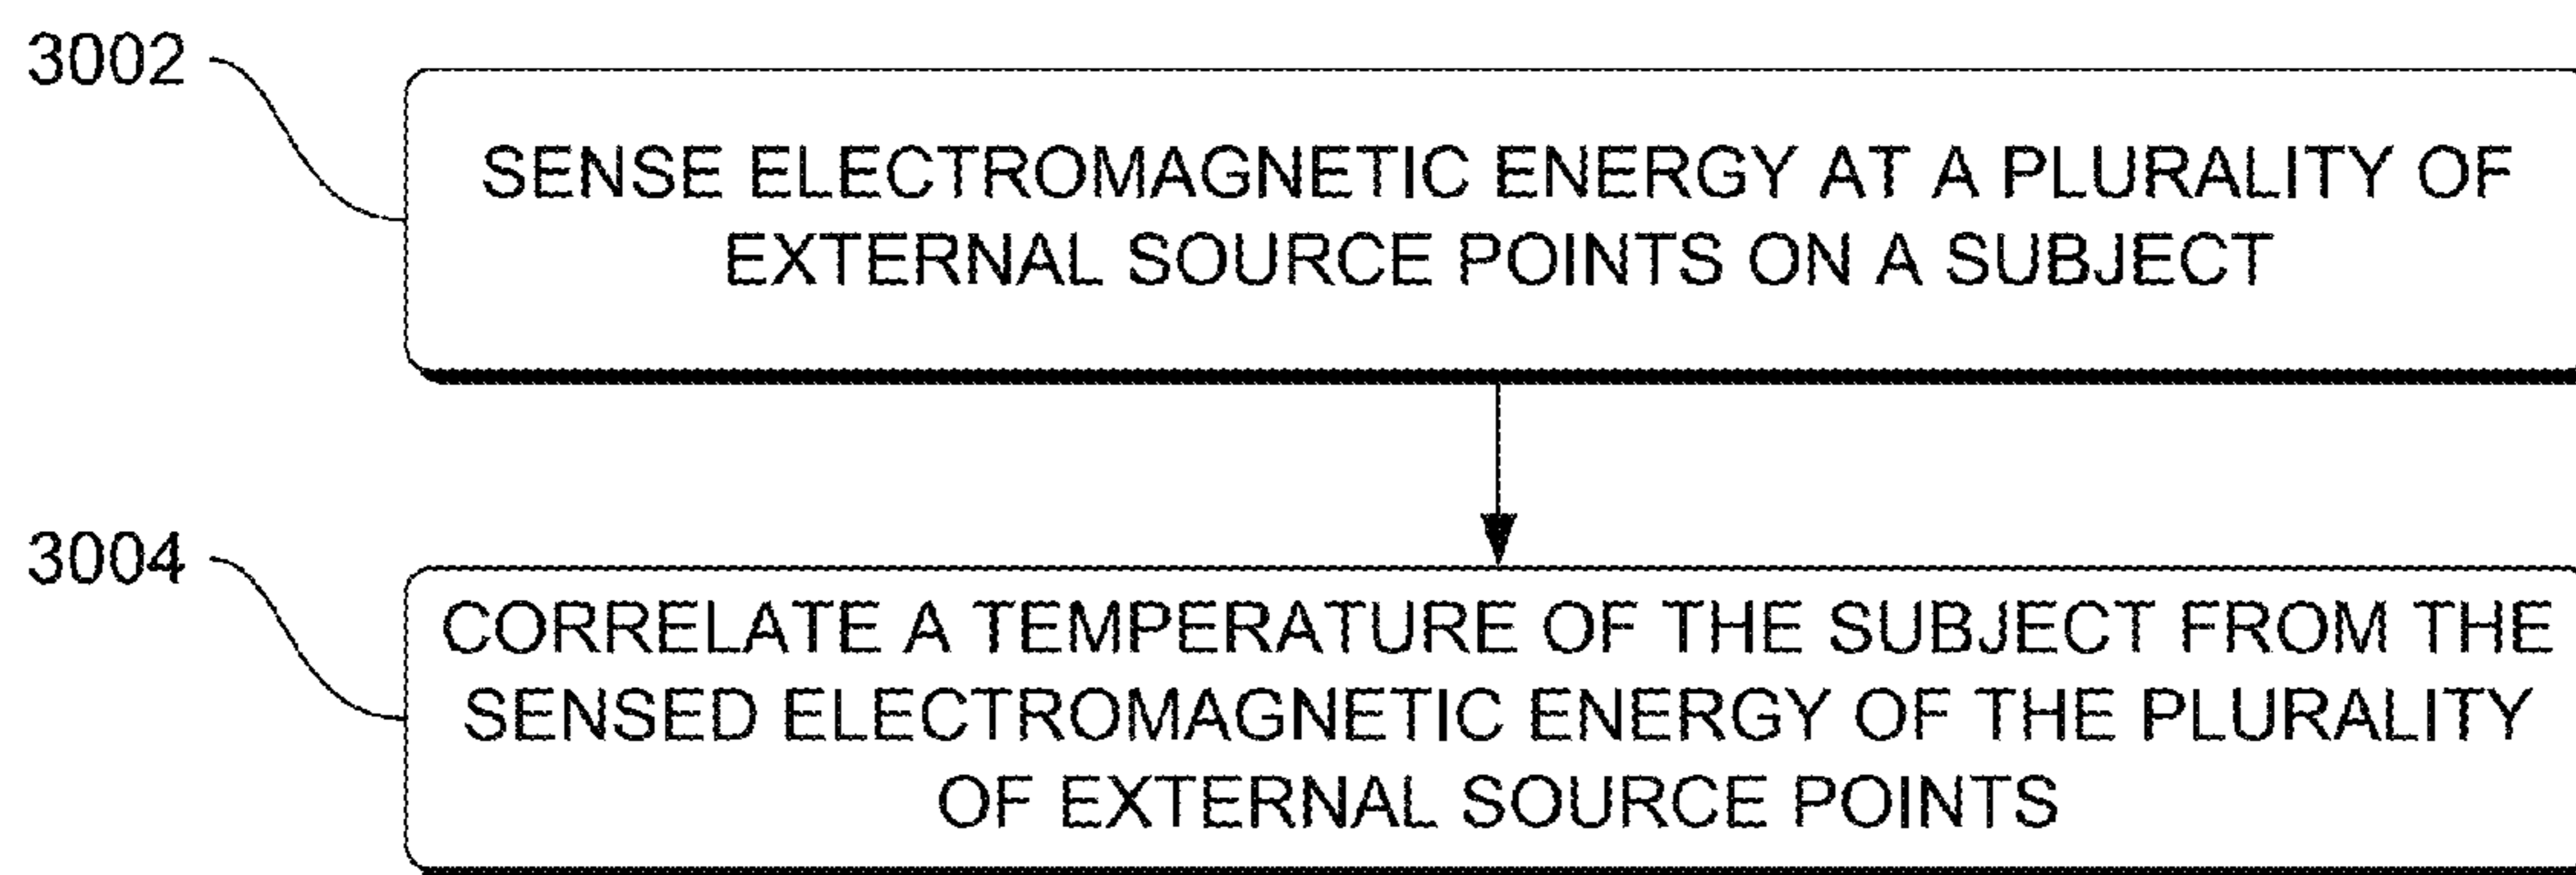 3002
SENSE ELECTROMAGNETIC ENERGY AT A PLURALITY OF
EXTERNAL SOURCE POINTS ON A SUBJECT
3004
CORRELATE A TEMPERATURE OF THE SUBJECT FROM THE
SENSED ELECTROMAGNETIC ENERGY OF THE PLURALITY
OF EXTERNAL SOURCE POINTS